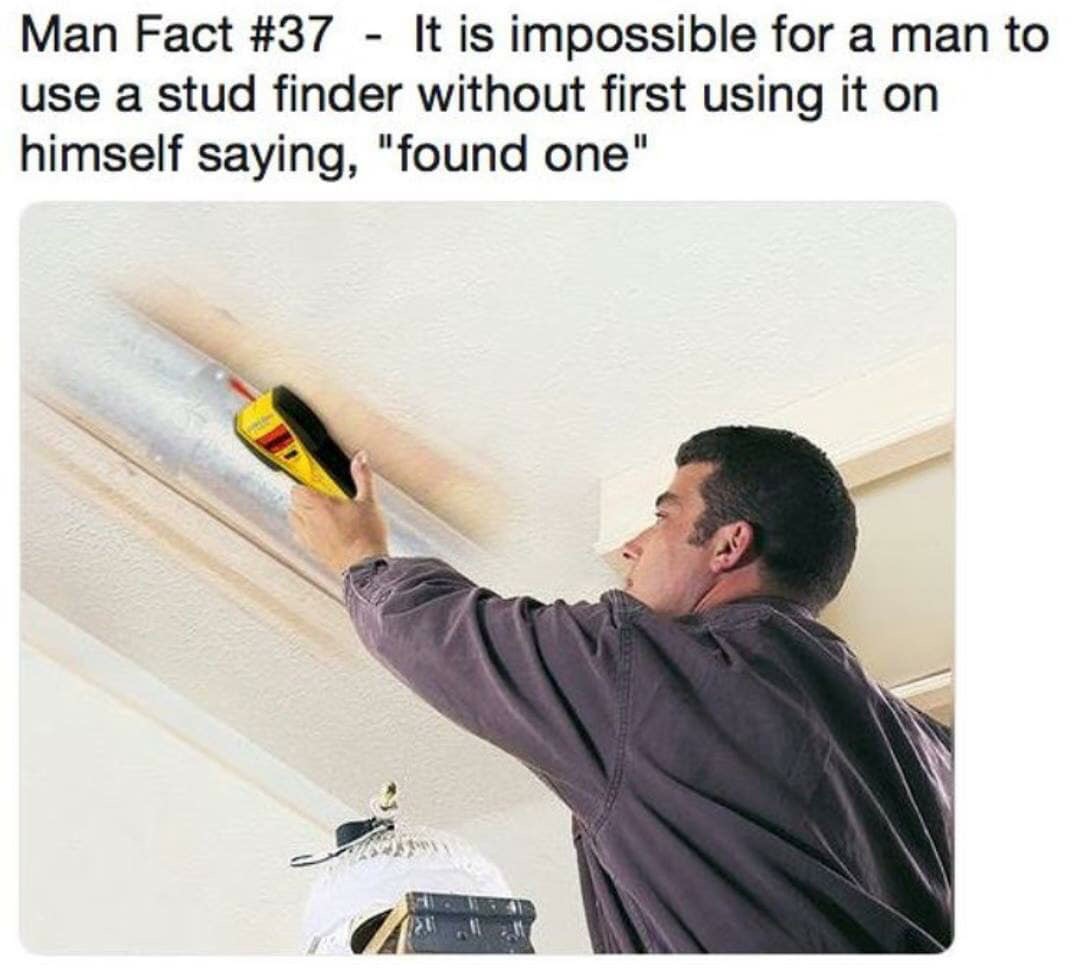 Man Fact #37 - It is impossible for a man to
use a stud finder without first using it on
himself saying, "found one"